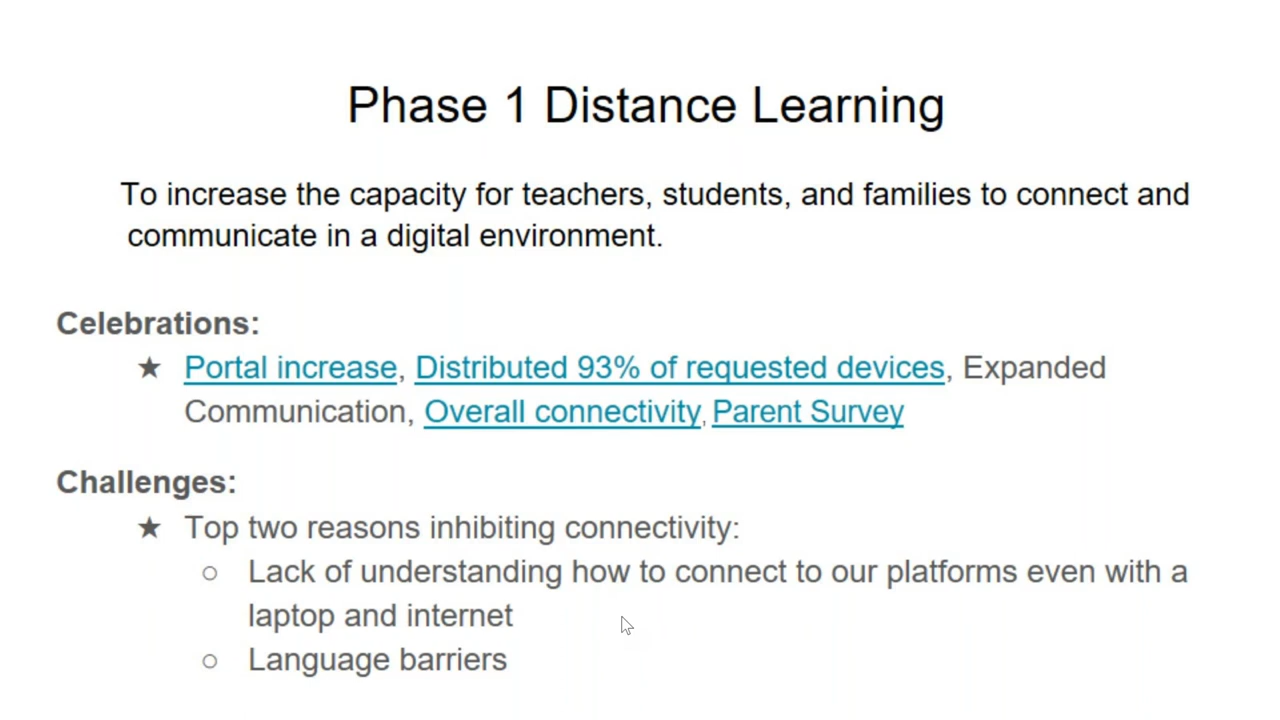 Phase 1 Distance Learning
To increase the capacity for teachers, students, and families to connect and
communicate in a digital environment.
Celebrations:
★ Portal increase, Distributed 93% of requested devices, Expanded
Communication, Overall connectivity, Parent Survey
Challenges:
★ Top two reasons inhibiting connectivity:
○ Lack of understanding how to connect to our platforms even with a
laptop and internet
○ Language barriers